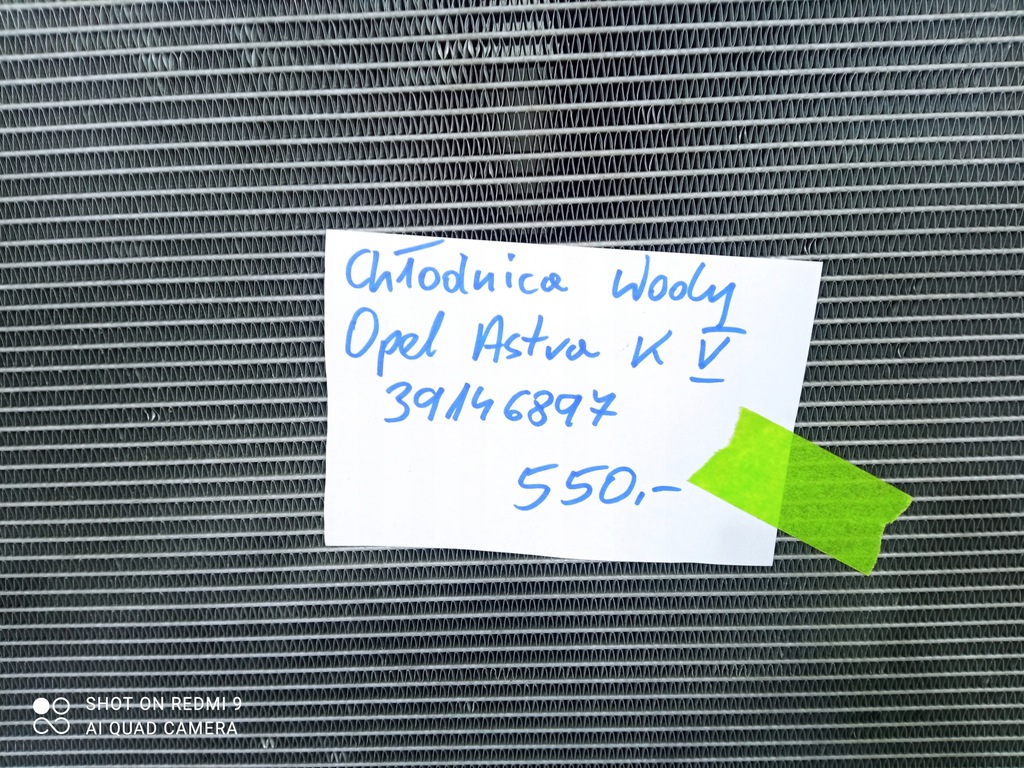 Chłodnica Wody
Opel Astra K V
39146897
550,-
SHOT ON REDMI 9
AI QUAD CAMERA